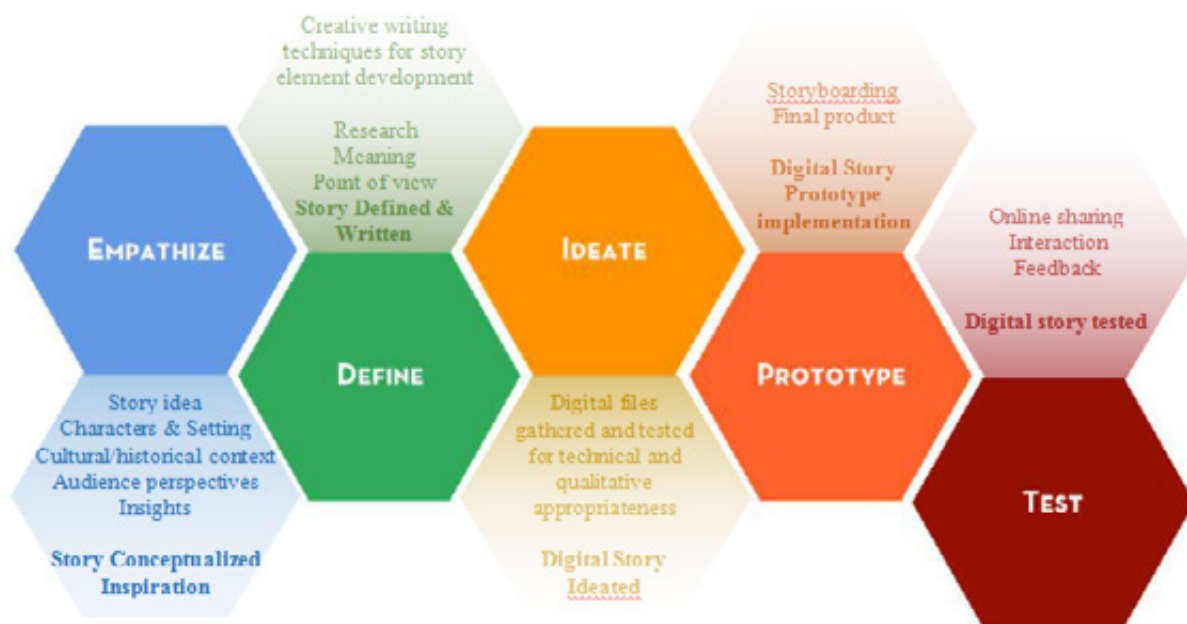 EMPATHIZE
Story idea
Characters & Setting
Cultural/historical context
Audience perspectives
Insights
Story Conceptualized
Inspiration
Creative writing
techniques for story
element development
Research
Meaning
Point of view
Story Defined &
Written
DEFINE
IDEATE
Digital files
gathered and tested
for technical and
qualitative
appropriateness
Digital Story
Ideated
Storyboarding
Final product
Digital Story
Prototype
implementation
PROTOTYPE
Online sharing
Interaction
Feedback
Digital story tested
TEST